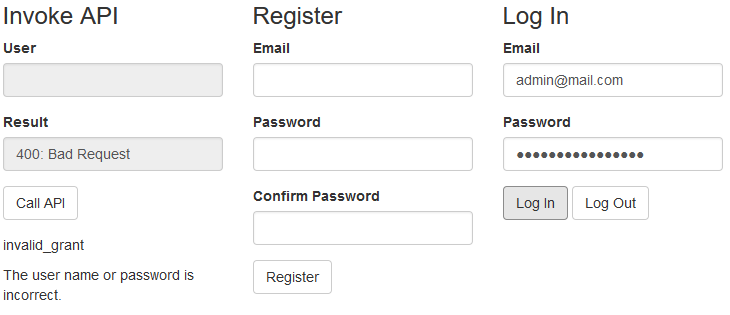 Invoke API
User
Result
400: Bad Request
Call API
invalid_grant
The user name or password is
incorrect.
Register
Email
Password
Confirm Password
Register
Log In
Email
admin@mail.com
Password
●●●●●●●●●●●●●●●●
Log In
Log Out